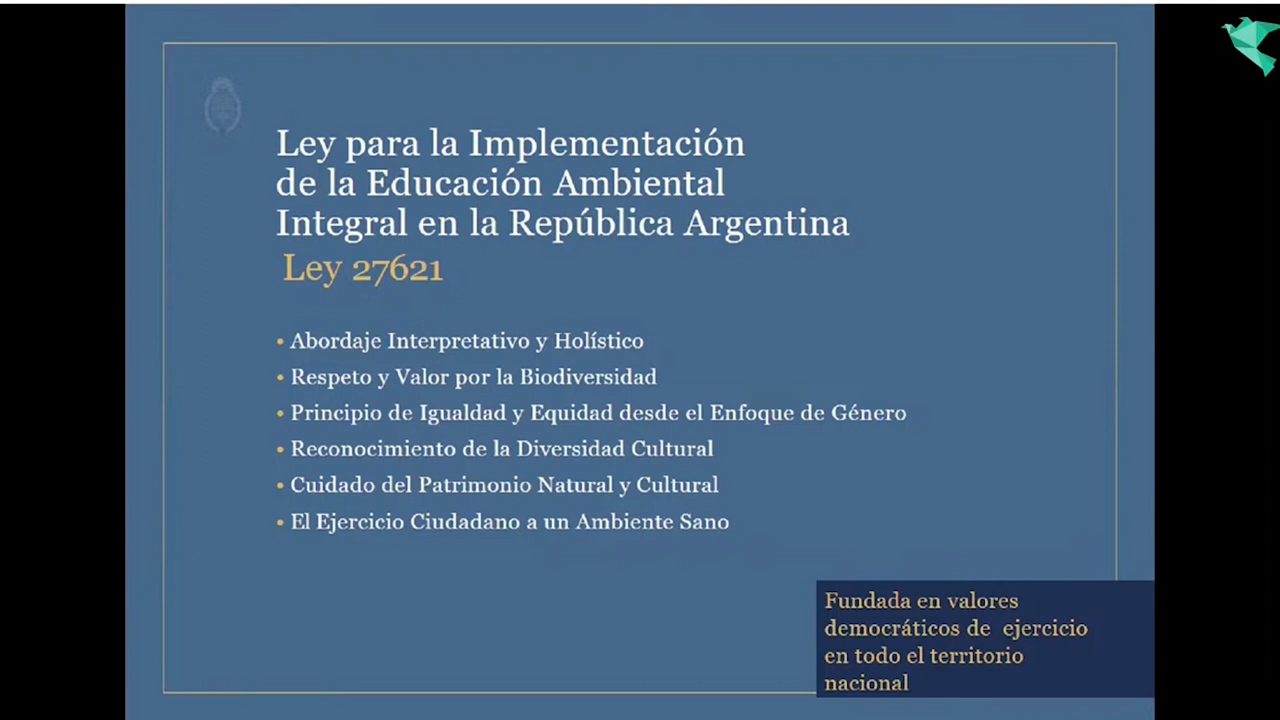 Ley para la Implementación
de la Educación Ambiental
Integral en la República Argentina
Ley 27621
• Abordaje Interpretativo y Holístico
• Respeto y Valor por la Biodiversidad
• Principio de Igualdad y Equidad desde el Enfoque de Género
• Reconocimiento de la Diversidad Cultural
• Cuidado del Patrimonio Natural y Cultural
• El Ejercicio Ciudadano a un Ambiente Sano
Fundada en valores
democráticos de ejercicio
en todo el territorio
nacional